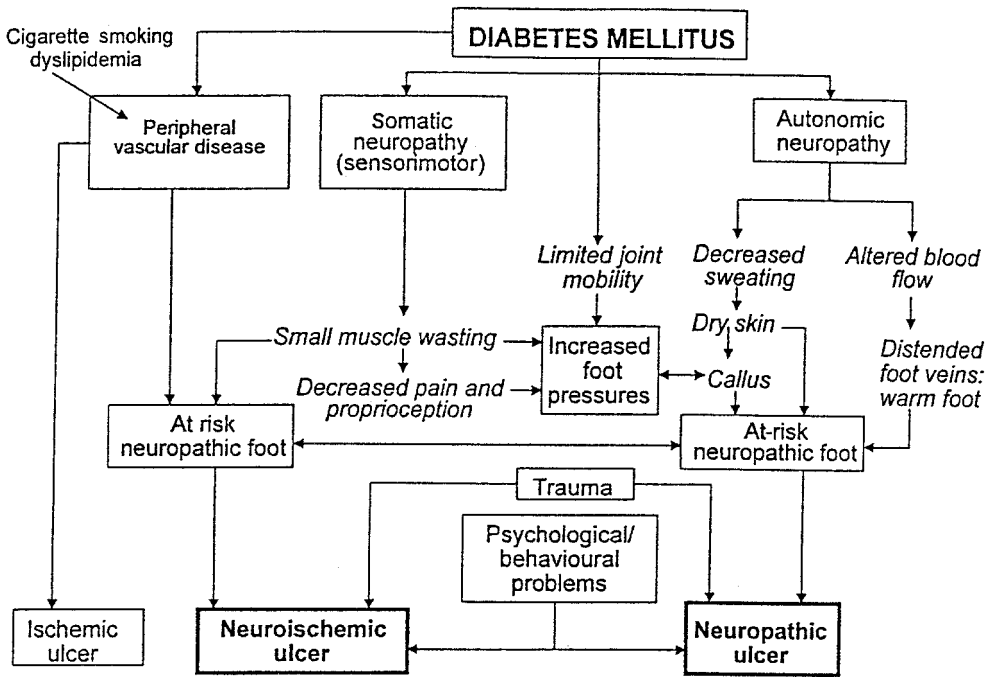 Cigarette smoking
dyslipidemia
DIABETES MELLITUS
Peripheral
vascular disease
Somatic
neuropathy
(sensorimotor)
Autonomic
neuropathy
Limited joint
mobility
Decreased
sweating
Altered blood
flow
Small muscle wasting
Increased
foot
pressures
Dry skin
Distended
foot veins:
warm foot
Decreased pain and
proprioception
Callus
At risk
neuropathic foot
At-risk
neuropathic foot
Trauma
Psychological/
behavioural
problems
Ischemic
ulcer
Neuroischemic
ulcer
Neuropathic
ulcer